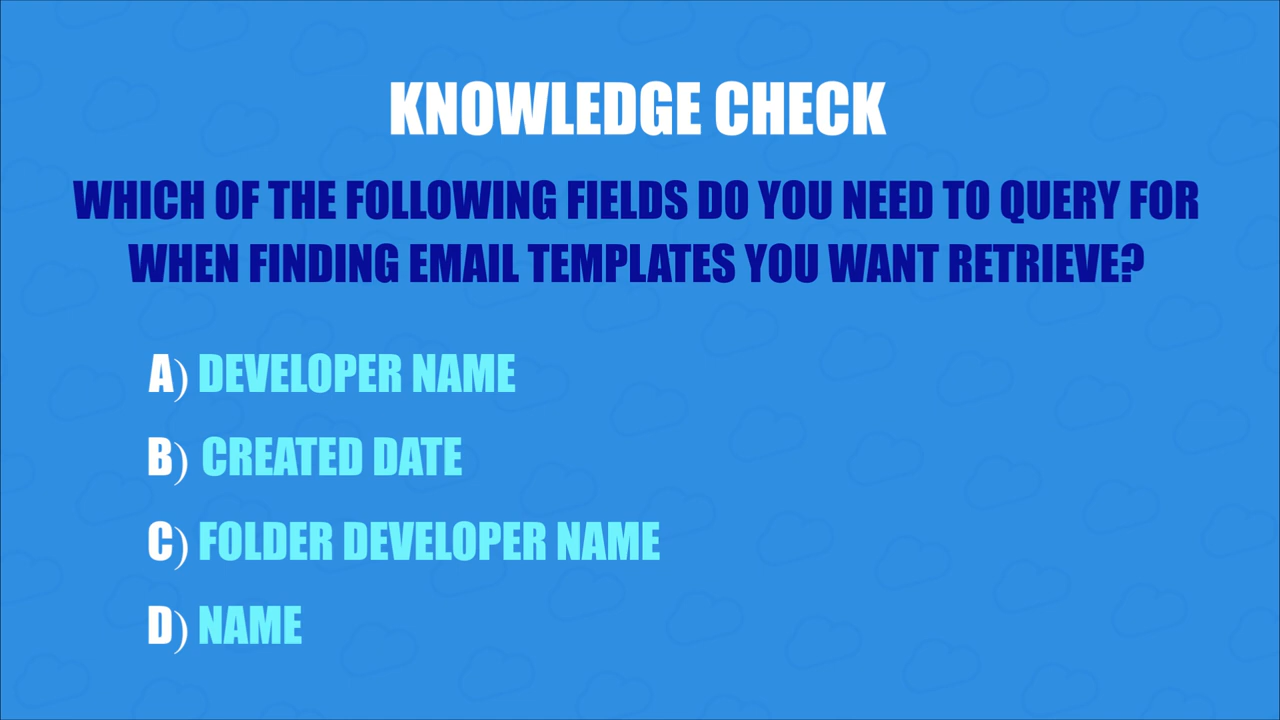 KNOWLEDGE CHECK
WHICH OF THE FOLLOWING FIELDS DO YOU NEED TO QUERY FOR
WHEN FINDING EMAIL TEMPLATES YOU WANT RETRIEVE?
A) DEVELOPER NAME
B) CREATED DATE
C) FOLDER DEVELOPER NAME
D) NAME